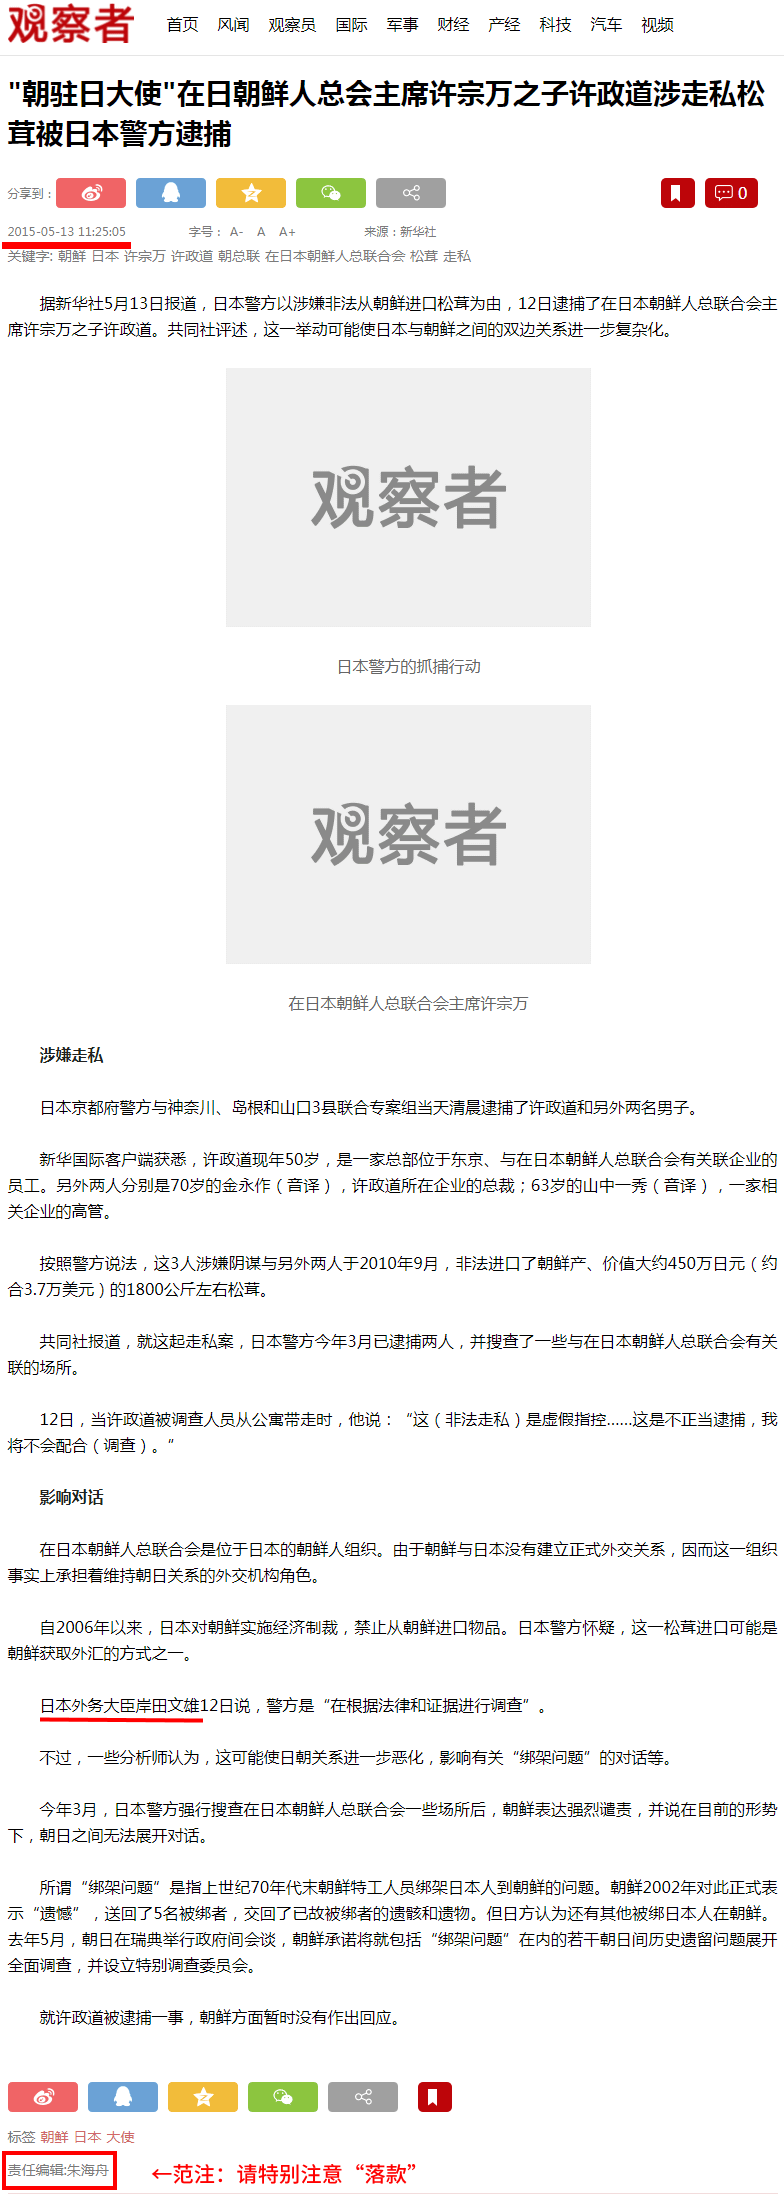 观察者 首页 风闻 观察员 国际 军事 财经 产经 科技 汽车 视频
"朝驻日大使"在日朝鲜人总会主席许宗万之子许政道涉走私松
茸被日本警方逮捕
分享到： 0
2015-05-13 11:25:05 字号： A- A A+ 来源：新华社
关键字: 朝鲜 日本 许宗万 许政道 朝总联 在日本朝鲜人总联合会 松茸 走私
据新华社5月13日报道，日本警方以涉嫌非法从朝鲜进口松茸为由，12日逮捕了在日本朝鲜人总联合会主
席许宗万之子许政道。共同社评述，这一举动可能使日本与朝鲜之间的双边关系进一步复杂化。
观察者
日本警方的抓捕行动
观察者
在日本朝鲜人总联合会主席许宗万
涉嫌走私
日本京都府警方与神奈川、岛根和山口3县联合专案组当天清晨逮捕了许政道和另外两名男子。
新华国际客户端获悉，许政道现年50岁，是一家总部位于东京、与在日本朝鲜人总联合会有关联企业的
员工。另外两人分别是70岁的金永作（音译），许政道所在企业的总裁；63岁的山中一秀（音译），一家相
关企业的高管。
按照警方说法，这3人涉嫌阴谋与另外两人于2010年9月，非法进口了朝鲜产、价值大约450万日元（约
合3.7万美元）的1800公斤左右松茸。
共同社报道，就这起走私案，日本警方今年3月已逮捕两人，并搜查了一些与在日本朝鲜人总联合会有关
联的场所。
12日，当许政道被调查人员从公寓带走时，他说：“这（非法走私）是虚假指控......这是不正当逮捕，我
将不会配合（调查）。”
影响对话
在日本朝鲜人总联合会是位于日本的朝鲜人组织。由于朝鲜与日本没有建立正式外交关系，因而这一组织
事实上承担着维持朝日关系的外交机构角色。
自2006年以来，日本对朝鲜实施经济制裁，禁止从朝鲜进口物品。日本警方怀疑，这一松茸进口可能是
朝鲜获取外汇的方式之一。
日本外务大臣岸田文雄12日说，警方是“在根据法律和证据进行调查”。
不过，一些分析师认为，这可能使日朝关系进一步恶化，影响有关“绑架问题”的对话等。
今年3月，日本警方强行搜查在日本朝鲜人总联合会一些场所后，朝鲜表达强烈谴责，并说在目前的形势
下，朝日之间无法展开对话。
所谓“绑架问题”是指上世纪70年代末朝鲜特工人员绑架日本人到朝鲜的问题。朝鲜2002年对此正式表
示“遗憾”，送回了5名被绑者，交回了已故被绑者的遗骸和遗物。但日方认为还有其他被绑日本人在朝鲜。
去年5月，朝日在瑞典举行政府间会谈，朝鲜承诺将就包括“绑架问题”在内的若干朝日间历史遗留问题展开
全面调查，并设立特别调查委员会。
就许政道被逮捕一事，朝鲜方面暂时没有作出回应。
标签 朝鲜 日本 大使
责任编辑:朱海舟 ←范注：请特别注意“落款”